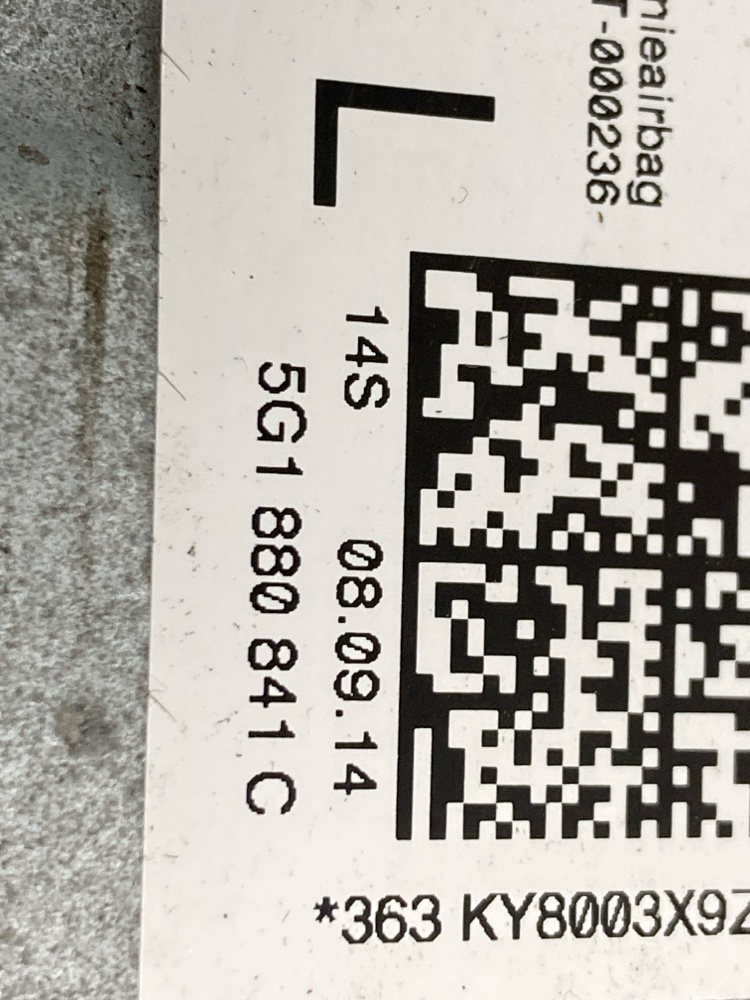 nieairbag
T-000236
L
14S 08.09.14
5G1 880 841 C
*363 KY8003X9Z